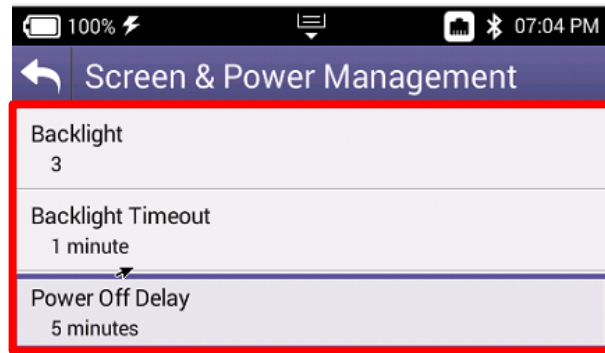 100% 07:04 PM
Screen & Power Management
Backlight
3
Backlight Timeout
1 minute
Power Off Delay
5 minutes